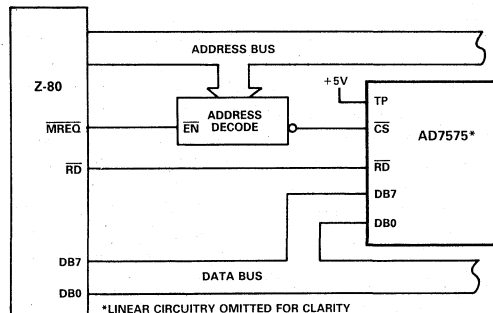 ADDRESS BUS
Z-80
+5V
TP
MREQ
EN
ADDRESS
DECODE
CS
AD7575*
RD
RD
DB7
DB0
DB7
DATA BUS
DB0
*LINEAR CIRCUITRY OMITTED FOR CLARITY